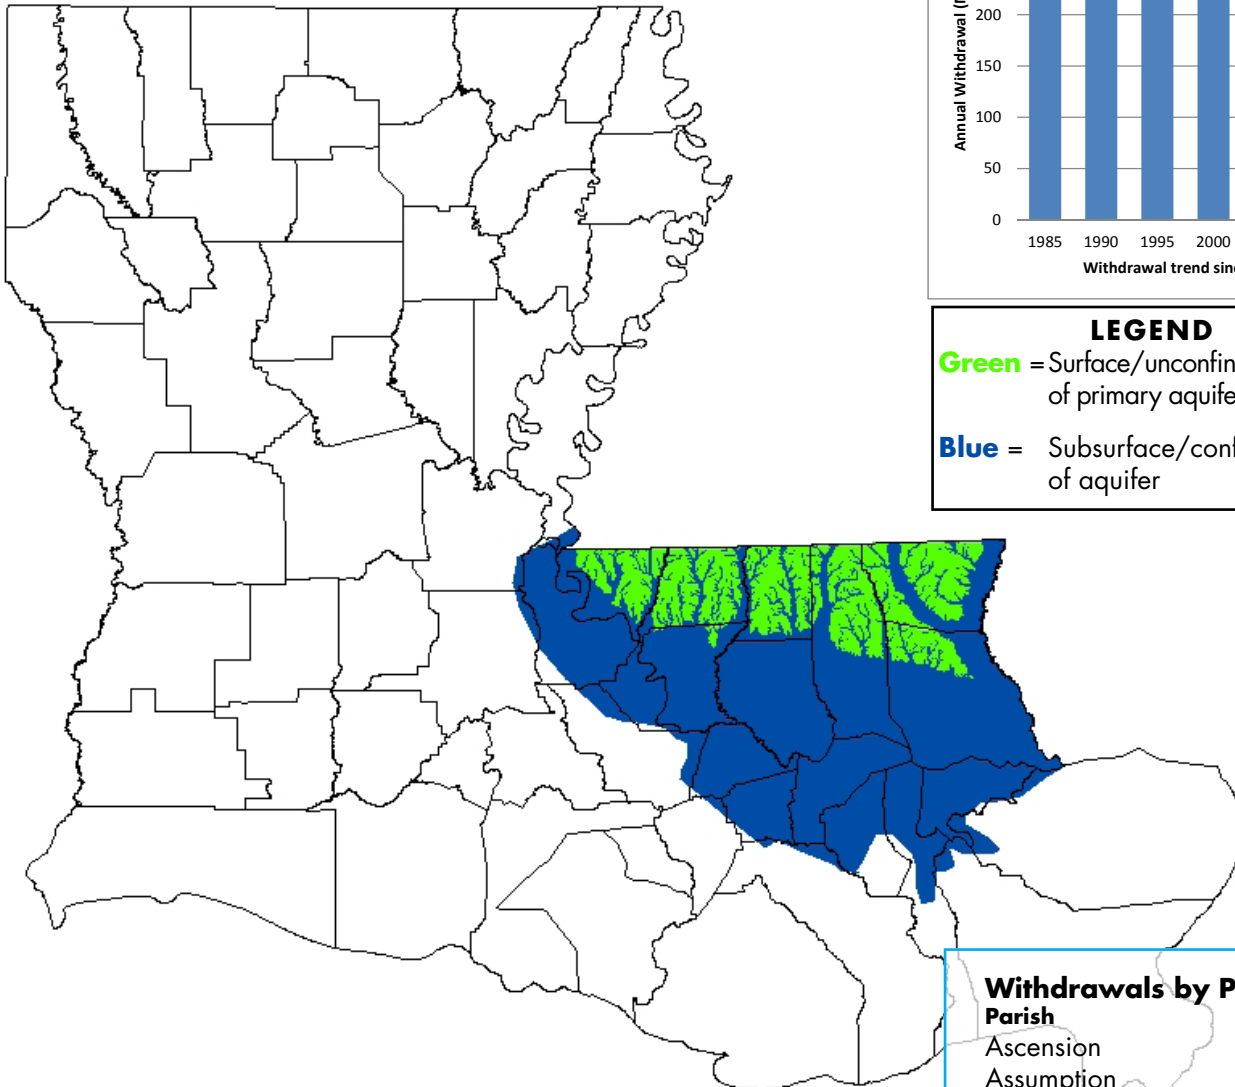 Annual Withdrawal (
200
150
100
50
0
1985 1990 1995 2000
Withdrawal trend sin
LEGEND
Green = Surface/unconfin
of primary aquife
Blue = Subsurface/conf
of aquifer
Withdrawals by P
Parish
Ascension
Assumption